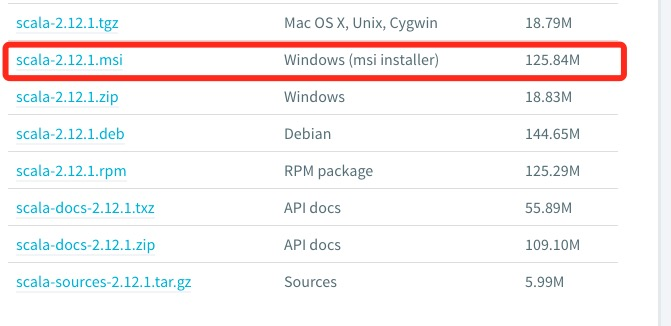 scala-2.12.1.tgz Mac OS X, Unix, Cygwin 18.79M
scala-2.12.1.msi Windows (msi installer) 125.84M
scala-2.12.1.zip Windows 18.83M
scala-2.12.1.deb Debian 144.65M
scala-2.12.1.rpm RPM package 125.29M
scala-docs-2.12.1.txz API docs 55.89M
scala-docs-2.12.1.zip API docs 109.10M
scala-sources-2.12.1.tar.gz Sources 5.99M